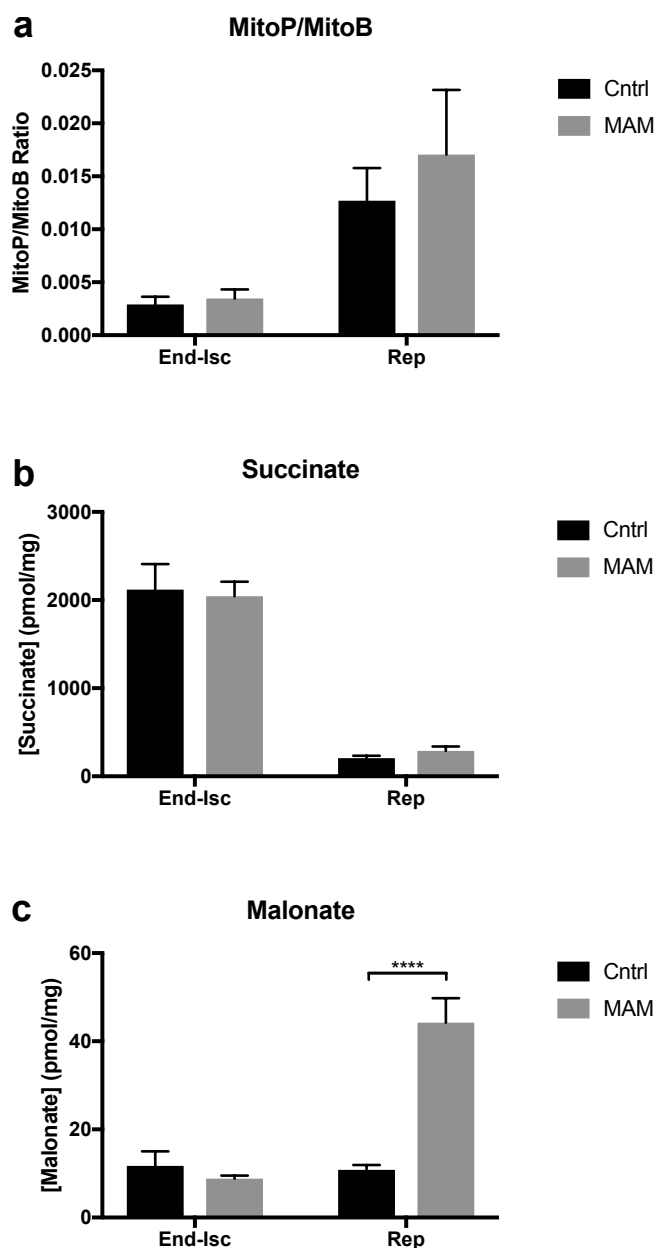 a
MitoP/MitoB
MitoP/MitoB Ratio
0.025
0.020
0.015
0.010
0.005
0.000
End-Isc
Rep
Cntrl
MAM
b
Succinate
[Succinate] (pmol/mg)
3000
2000
1000
0
End-Isc
Rep
Cntrl
MAM
c
Malonate
[Malonate] (pmol/mg)
60
40
20
0
****
End-Isc
Rep
Cntrl
MAM